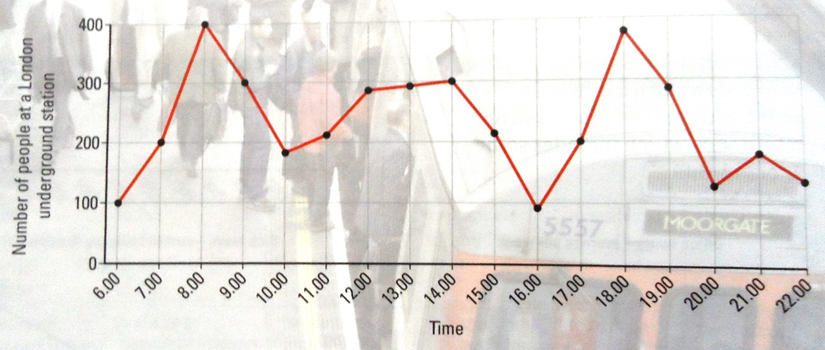 Number of people at a London
underground station
400
300
200
100
0
6.00 7.00 8.00 9.00 10.00 11.00 12.00 13.00 14.00 15.00 16.00 17.00 18.00 19.00 20.00 21.00 22.00
Time
5557
MOORGATE